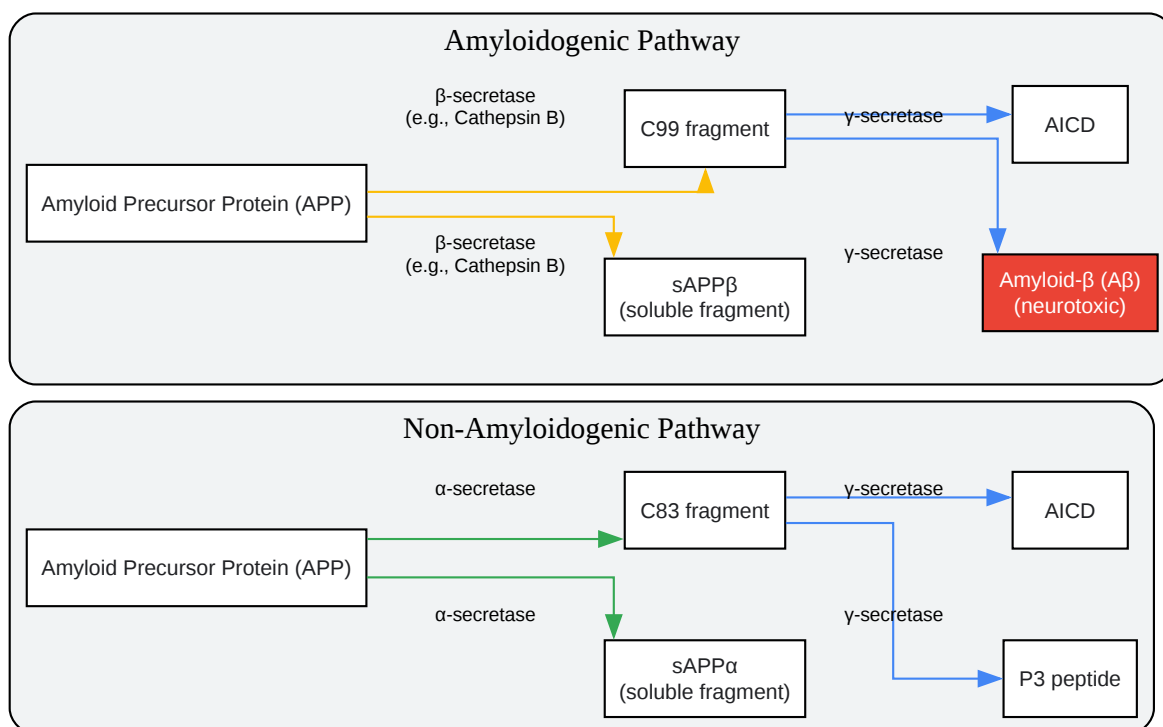 Amyloidogenic Pathway
β-secretase
(e.g., Cathepsin B)
C99 fragment
γ-secretase
AICD
Amyloid Precursor Protein (APP)
β-secretase
(e.g., Cathepsin B)
sAPPβ
(soluble fragment)
γ-secretase
Amyloid-β (Aβ)
(neurotoxic)
Non-Amyloidogenic Pathway
α-secretase
C83 fragment
γ-secretase
AICD
Amyloid Precursor Protein (APP)
α-secretase
sAPPα
(soluble fragment)
γ-secretase
P3 peptide